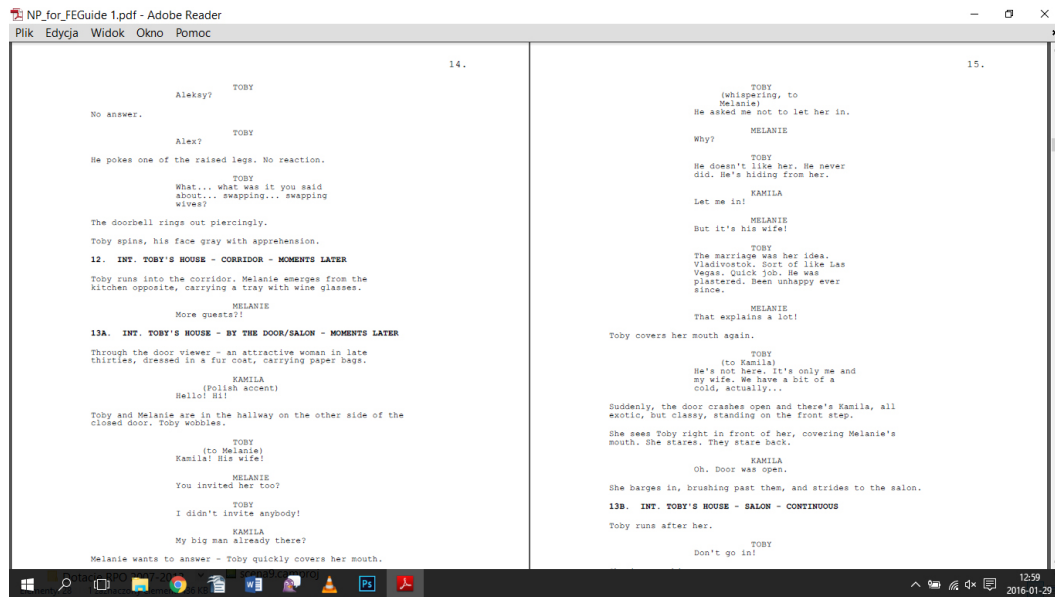 NP_for_FEGuide 1.pdf - Adobe Reader
Plik Edycja Widok Okno Pomoc
14.
TOBY
Aleksy?
No answer.
TOBY
Alex?
He pokes one of the raised legs. No reaction.
TOBY
What... what was it you said
about... swapping... swapping
wives?
The doorbell rings out piercingly.
Toby spins, his face gray with apprehension.
12. INT. TOBY'S HOUSE - CORRIDOR - MOMENTS LATER
Toby runs into the corridor. Melanie emerges from the
kitchen opposite, carrying a tray with wine glasses.
MELANIE
More guests?!
13A. INT. TOBY'S HOUSE - BY THE DOOR/SALON - MOMENTS LATER
Through the door viewer - an attractive woman in late
thirties, dressed in a fur coat, carrying paper bags.
KAMILA
(Polish accent)
Hello! Hi!
Toby and Melanie are in the hallway on the other side of the
closed door. Toby wobbles.
TOBY
(to Melanie)
Kamila! His wife!
MELANIE
You invited her too?
TOBY
I didn't invite anybody!
KAMILA
My big man already there?
Melanie wants to answer - Toby quickly covers her mouth.
15.
TOBY
(whispering, to
Melanie)
He asked me not to let her in.
MELANIE
Why?
TOBY
He doesn't like her. He never
did. He's hiding from her.
KAMILA
Let me in!
MELANIE
But it's his wife!
TOBY
The marriage was her idea.
Vladivostok. Sort of like Las
Vegas. Quick job. He was
plastered. Been unhappy ever
since.
MELANIE
That explains a lot!
Toby covers her mouth again.
TOBY
(to Kamila)
He's not here. It's only me and
my wife. We have a bit of a
cold, actually...
Suddenly, the door crashes open and there's Kamila, all
exotic, but classy, standing on the front step.
She sees Toby right in front of her, covering Melanie's
mouth. She stares. They stare back.
KAMILA
Oh. Door was open.
She barges in, brushing past them, and strides to the salon.
13B. INT. TOBY'S HOUSE - SALON - CONTINUOUS
Toby runs after her.
TOBY
Don't go in!
Ps
12:59
2016-01-29